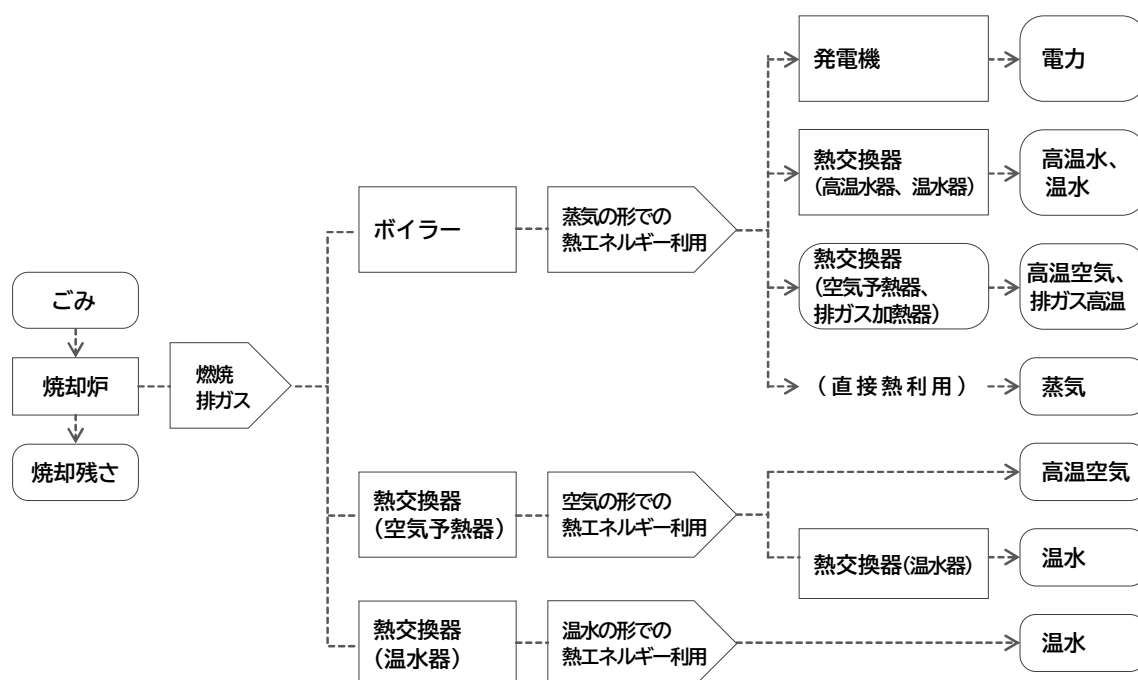 ごみ
焼却炉
焼却残さ
燃焼
排ガス
ボイラー
蒸気の形での
熱エネルギー利用
発電機
電力
熱交換器
(高温水器、温水器)
高温水、
温水
熱交換器
(空気予熱器、
排ガス加熱器)
高温空気、
排ガス高温
(直接熱利用)
蒸気
熱交換器
(空気予熱器)
空気の形での
熱エネルギー利用
高温空気
熱交換器(温水器)
温水
熱交換器
(温水器)
温水の形での
熱エネルギー利用
温水